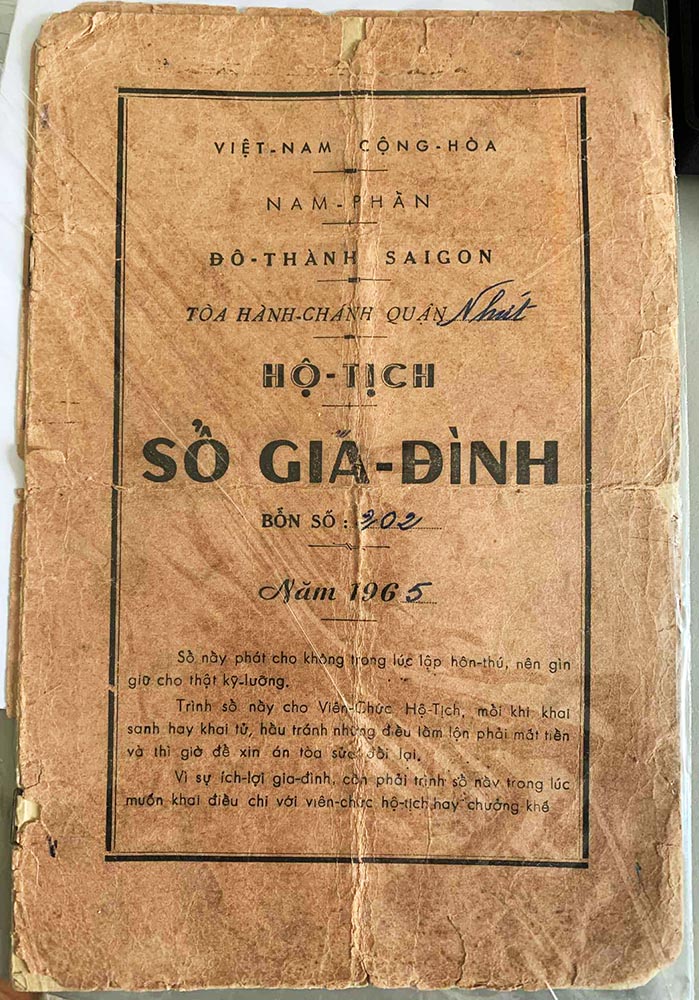 VIỆT-NAM CỘNG-HÒA
NAM-PHẦN
ĐÔ-THÀNH SAIGON
TÒA HÀNH-CHÁNH QUẬN Nhứt
HỘ-TỊCH
SỔ GIA-ĐÌNH
BỔN SỐ : 202
Năm 1965
Sổ nầy phát cho không trong lúc lập hôn-thú, nên gìn
giữ cho thật kỹ-lưỡng.
Trình sổ này cho Viên-Chức Hộ-Tịch, mỗi khi khai
sanh hay khai tử, hầu tránh những điều lầm lộn phải mất tiền
và thì giờ để xin án tòa sửa đổi lại.
Vì sự ích-lợi gia-đình, cần phải trình sổ nầy trong lúc
muốn khai điều chi với viên-chức hộ-tịch hay chưởng khế